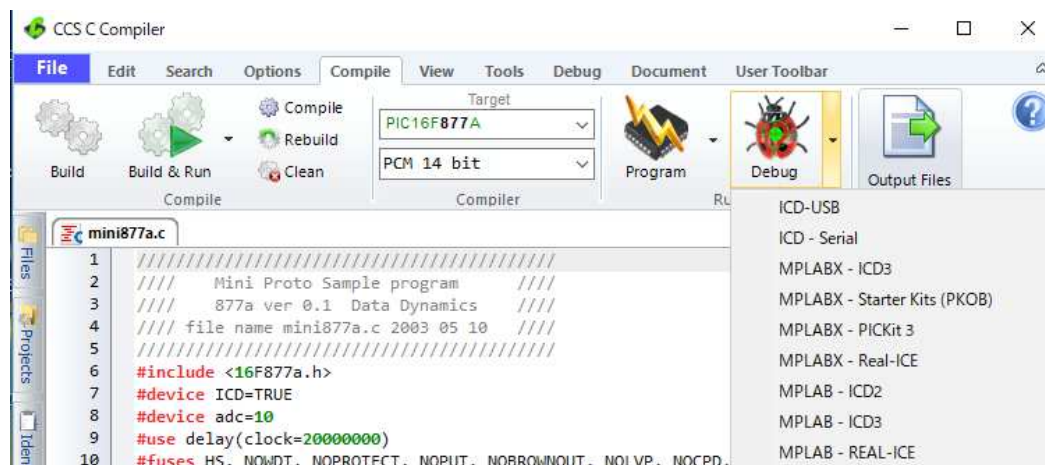 CCS C Compiler
File Edit Search Options Compile View Tools Debug Document User Toolbar
Build
Build & Run
Compile
Rebuild
Clean
Compile
Target
PIC16F877A
PCM 14 bit
Compiler
Program
Debug
Ru
Output Files
ICD-USB
ICD - Serial
MPLABX - ICD3
MPLABX - Starter Kits (PKOB)
MPLABX - PICKit 3
MPLABX - Real-ICE
MPLAB - ICD2
MPLAB - ICD3
MPLAB - REAL-ICE
Files
Projects
Iden
mini877a.c
1 ///////////////////////////////////////////
2 //// Mini Proto Sample program ////
3 //// 877a ver 0.1 Data Dynamics ////
4 //// file name mini877a.c 2003 05 10 ////
5 ///////////////////////////////////////////
6 #include <16F877a.h>
7 #device ICD=TRUE
8 #device adc=10
9 #use delay(clock=20000000)
10 #fuses HS, NOWDT, NOPROTECT, NOPUT, NOBROWNOUT, NOLVP, NOCPD,